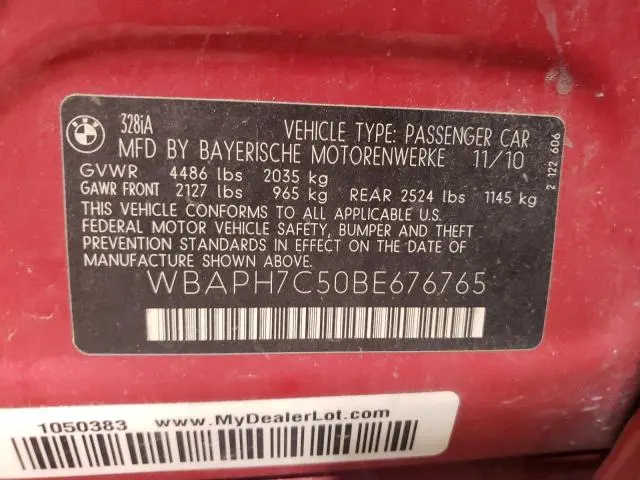 BMW
328iA
VEHICLE TYPE: PASSENGER CAR
MFD BY BAYERISCHE MOTORENWERKE 11/10
GVWR 4486 lbs 2035 kg
GAWR FRONT 2127 lbs 965 kg REAR 2524 lbs 1145 kg
THIS VEHICLE CONFORMS TO ALL APPLICABLE U.S.
FEDERAL MOTOR VEHICLE SAFETY, BUMPER AND THEFT
PREVENTION STANDARDS IN EFFECT ON THE DATE OF
MANUFACTURE SHOWN ABOVE.
WBAPH7C50BE676765
2 122 606
1050383 www.MyDealerLot.com